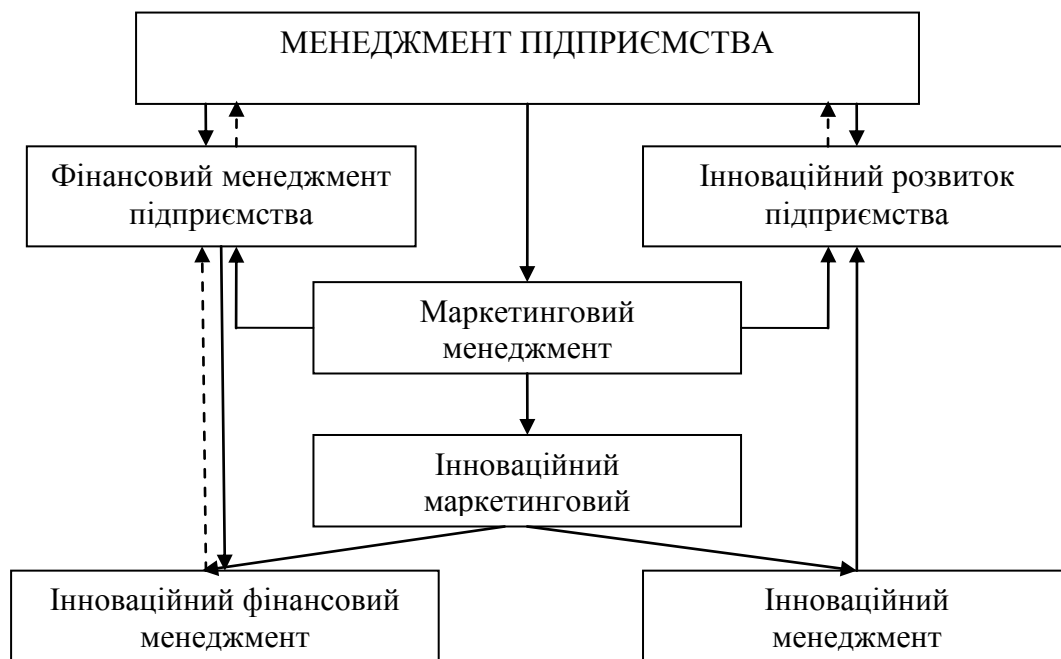 МЕНЕДЖМЕНТ ПІДПРИЄМСТВА
Фінансовий менеджмент
підприємства
Інноваційний розвиток
підприємства
Маркетинговий
менеджмент
Інноваційний
маркетинговий
Інноваційний фінансовий
менеджмент
Інноваційний
менеджмент